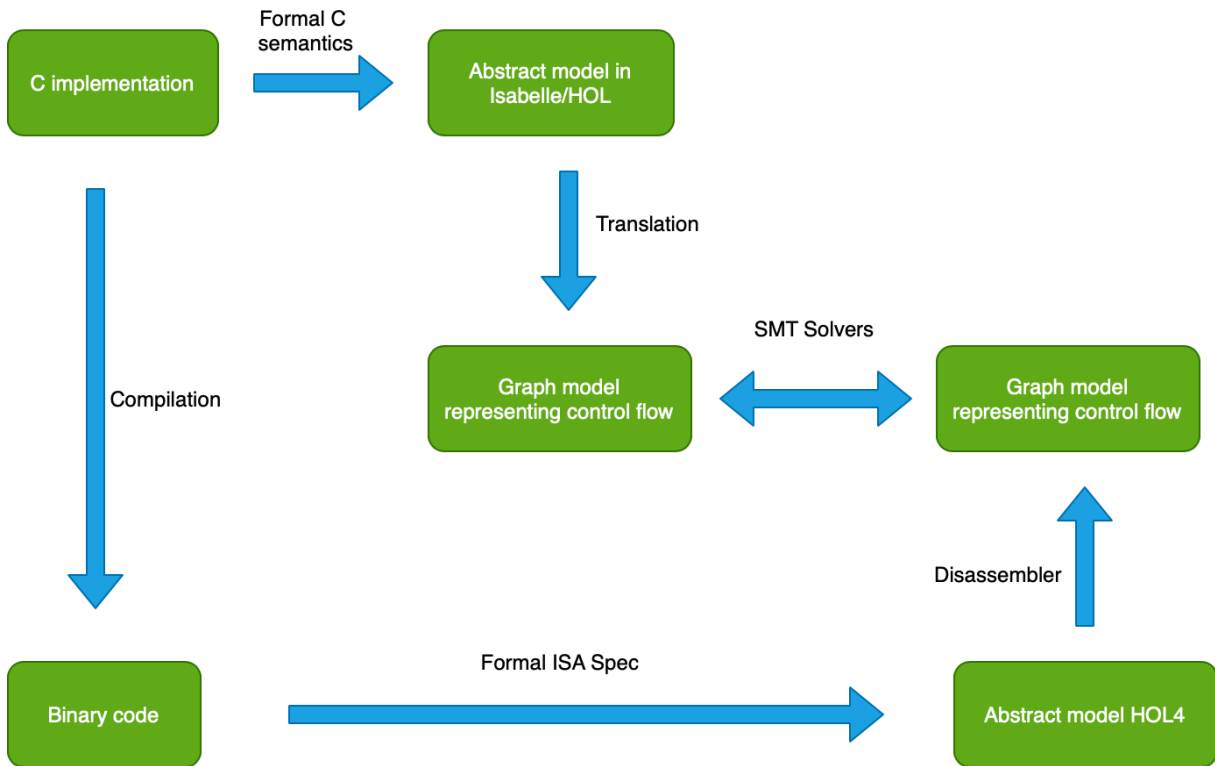 Formal C
semantics
C implementation
Abstract model in
Isabelle/HOL
Translation
SMT Solvers
Compilation
Graph model
representing control flow
Graph model
representing control flow
Disassembler
Formal ISA Spec
Binary code
Abstract model HOL4